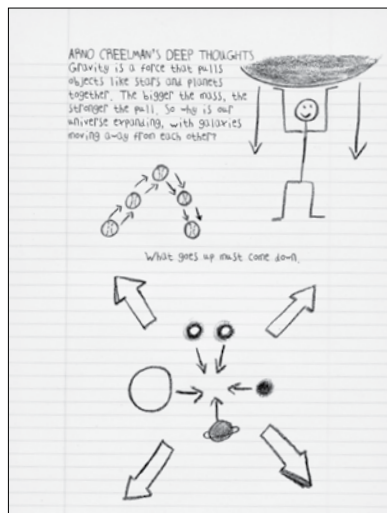 ARNO CREELMAN'S DEEP THOUGHTS
Gravity is a force that pulls
objects like stars and planets
together. The bigger the mass, the
stronger the pull. So why is our
universe expanding, with galaxies
moving away from each other?
What goes up must come down.